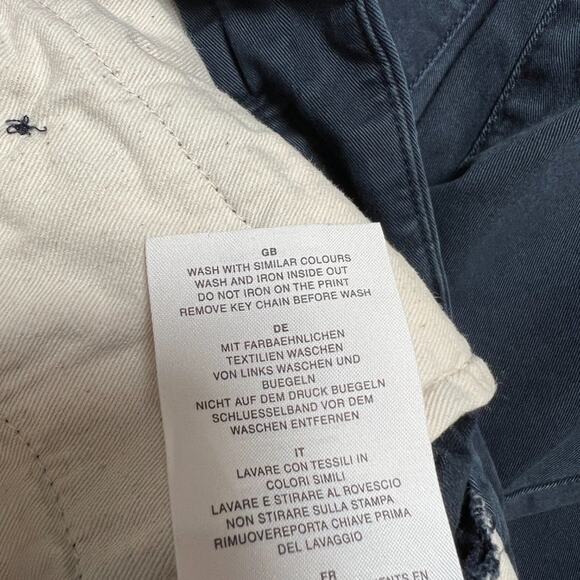 GB
WASH WITH SIMILAR COLOURS
WASH AND IRON INSIDE OUT
DO NOT IRON ON THE PRINT
REMOVE KEY CHAIN BEFORE WASH
DE
MIT FARBAEHNLICHEN
TEXTILIEN WASCHEN
VON LINKS WASCHEN UND
BUEGELN
NICHT AUF DEM DRUCK BUEGELN
SCHLUESSELBAND VOR DEM
WASCHEN ENTFERNEN
IT
LAVARE CON TESSILI IN
COLORI SIMILI
LAVARE E STIRARE AL ROVESCIO
NON STIRARE SULLA STAMPA
RIMUOVEREPORTA CHIAVE PRIMA
DEL LAVAGGIO
FR
EN